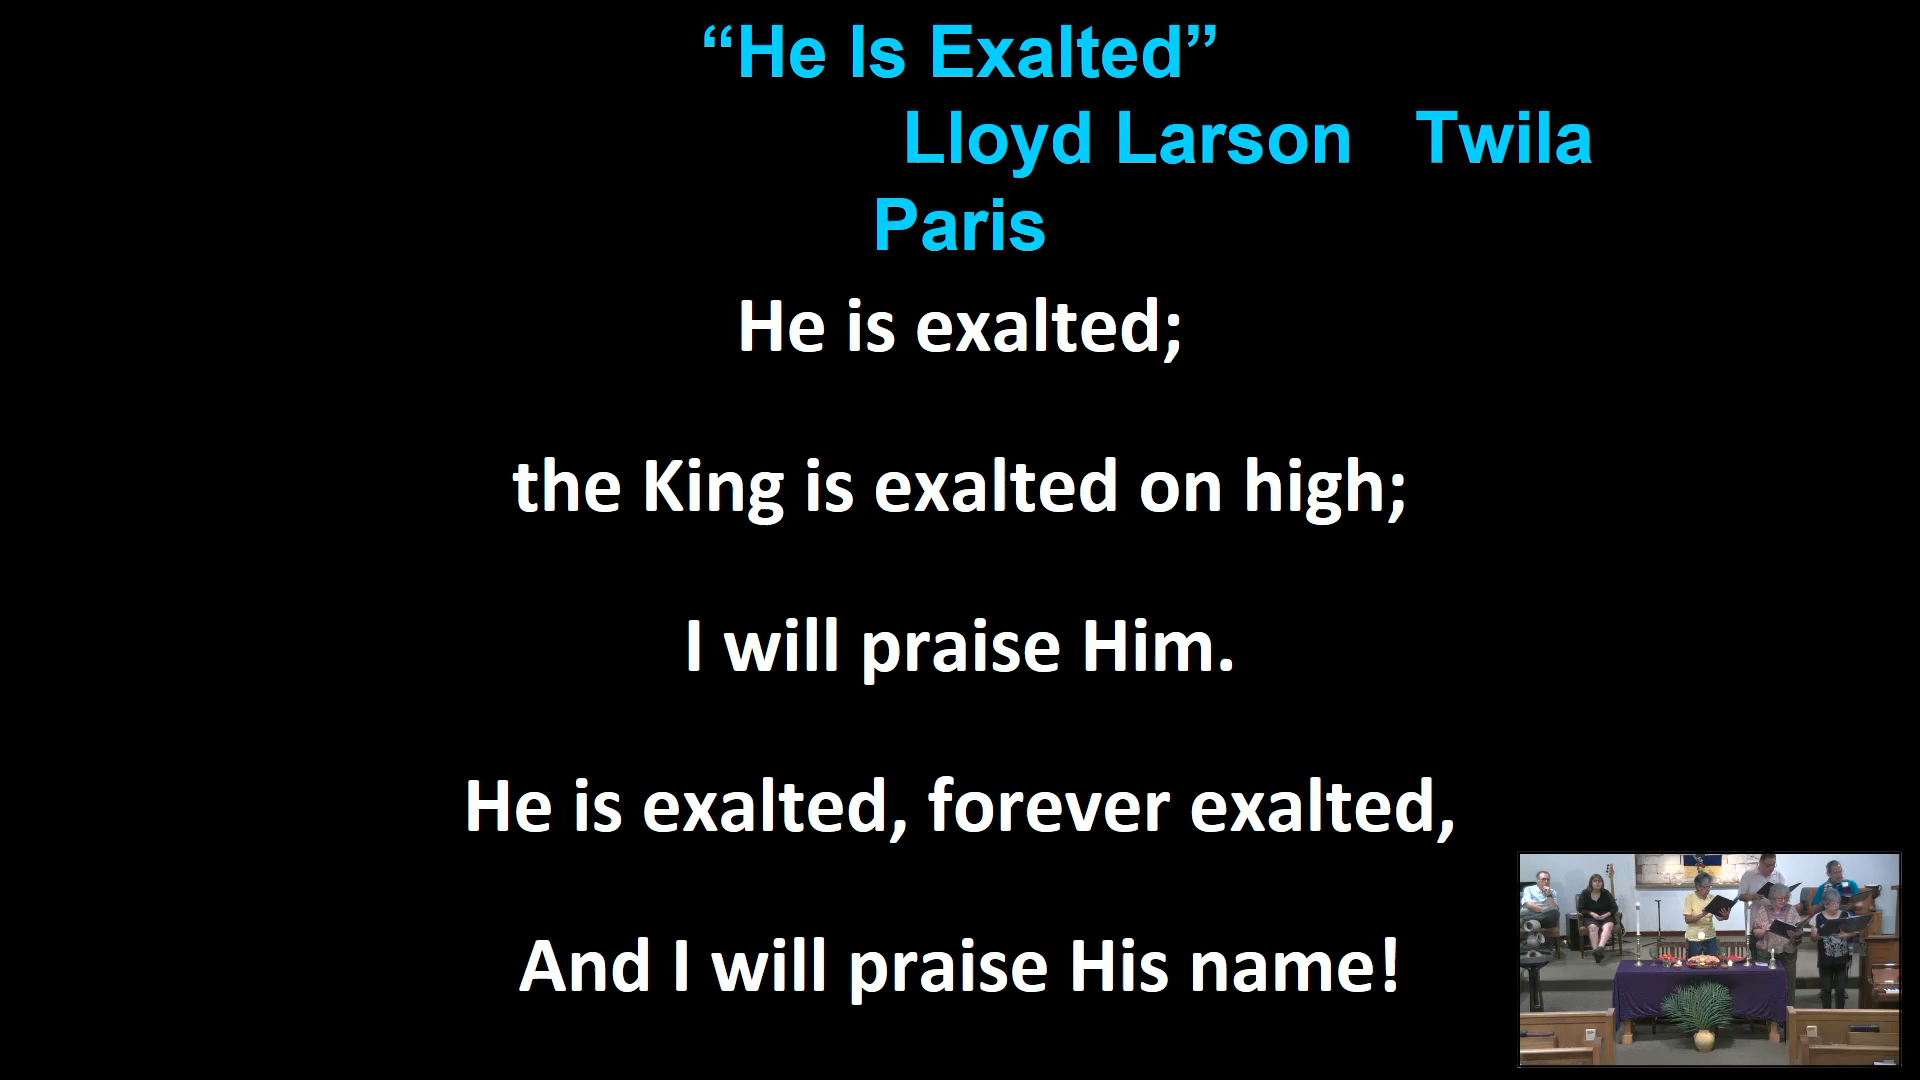 “He Is Exalted”
Lloyd Larson Twila
Paris
He is exalted;
the King is exalted on high;
I will praise Him.
He is exalted, forever exalted,
And I will praise His name!